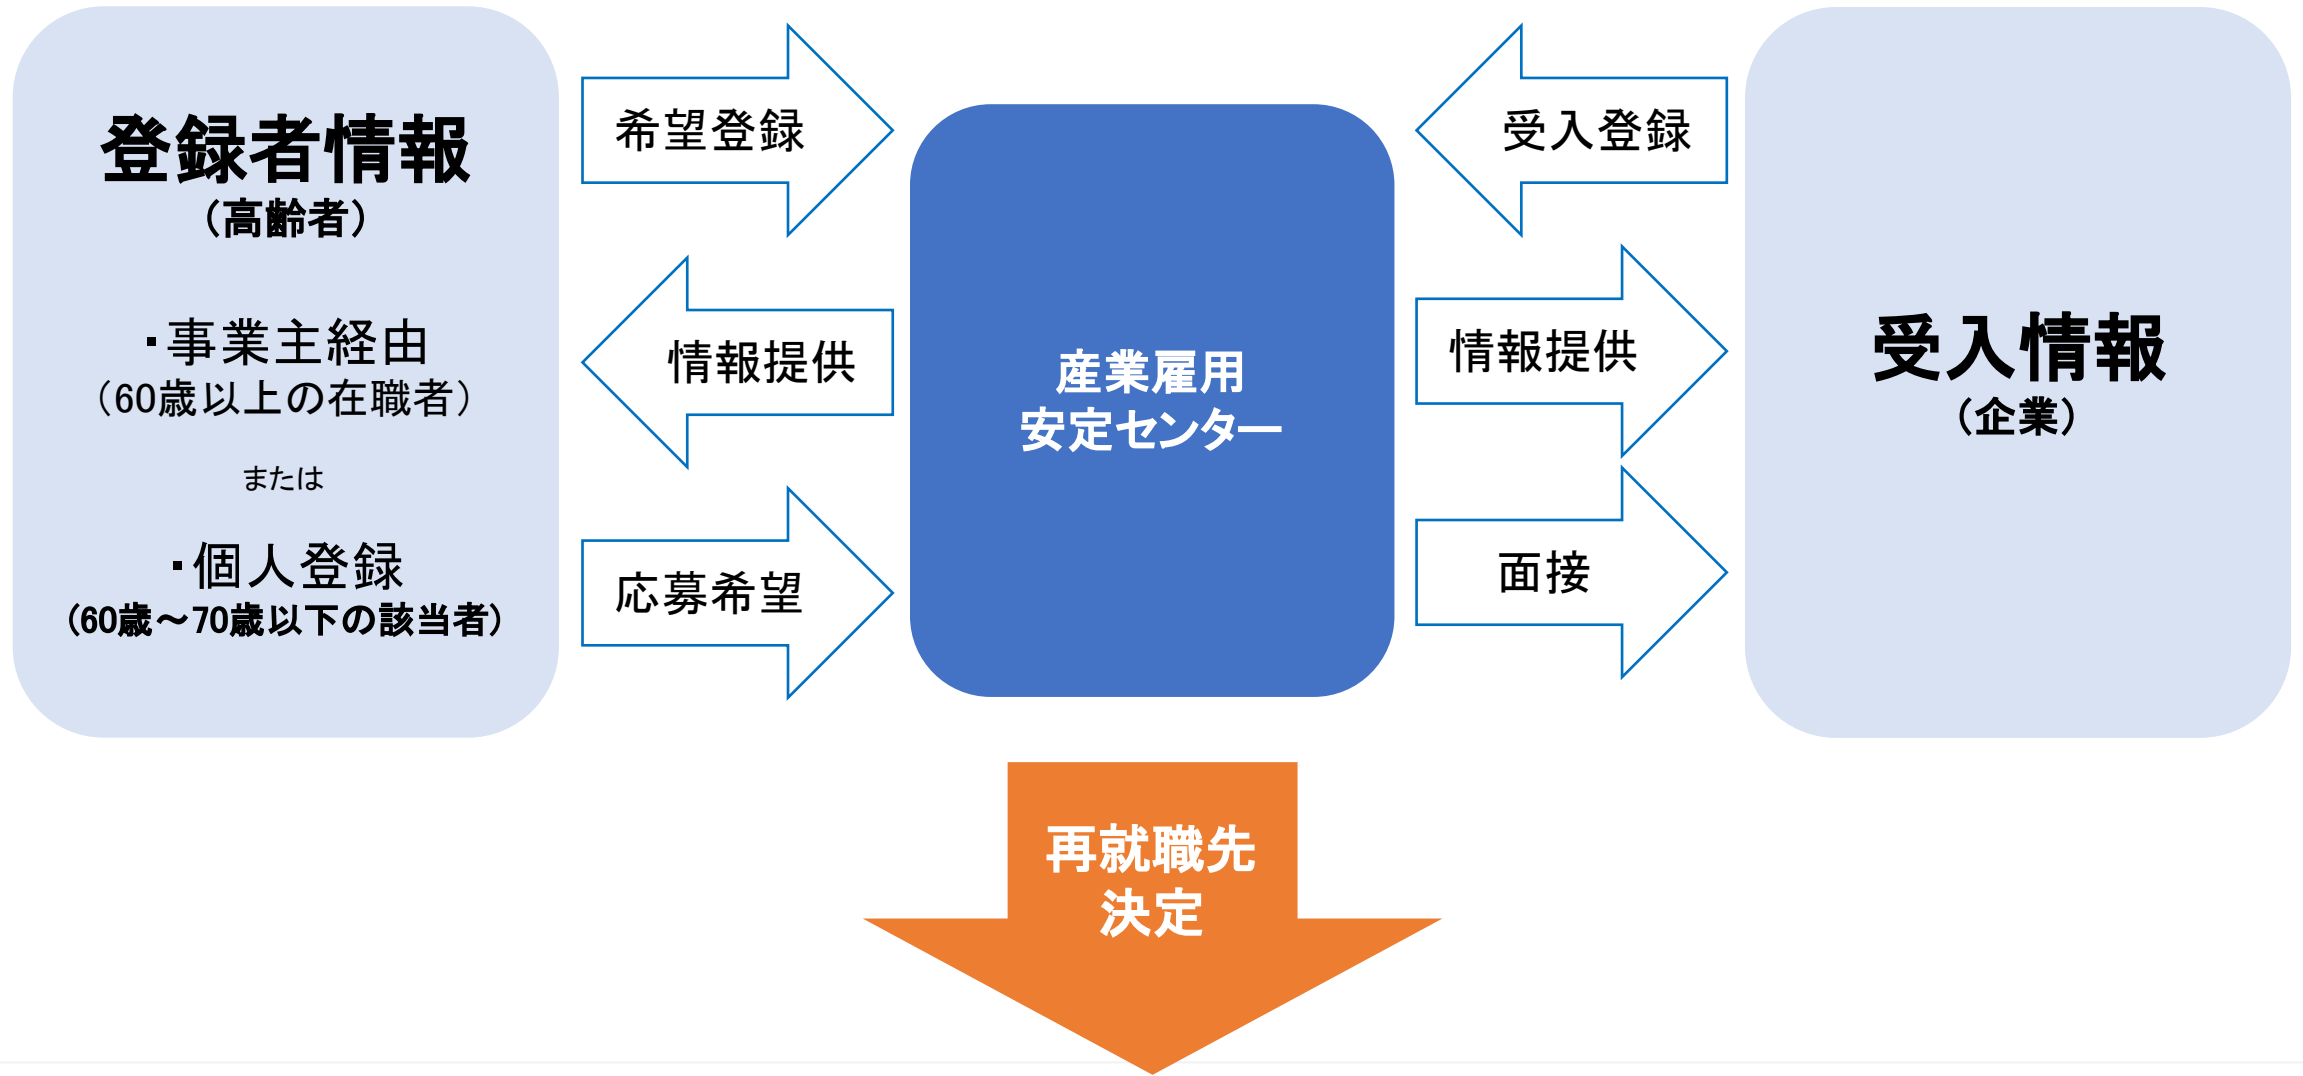 登録者情報
（高齢者）
・事業主経由
（60歳以上の在職者）
または
・個人登録
（60歳～70歳以下の該当者）
希望登録
情報提供
応募希望
産業雇用
安定センター
受入登録
情報提供
面接
受入情報
（企業）
再就職先
決定